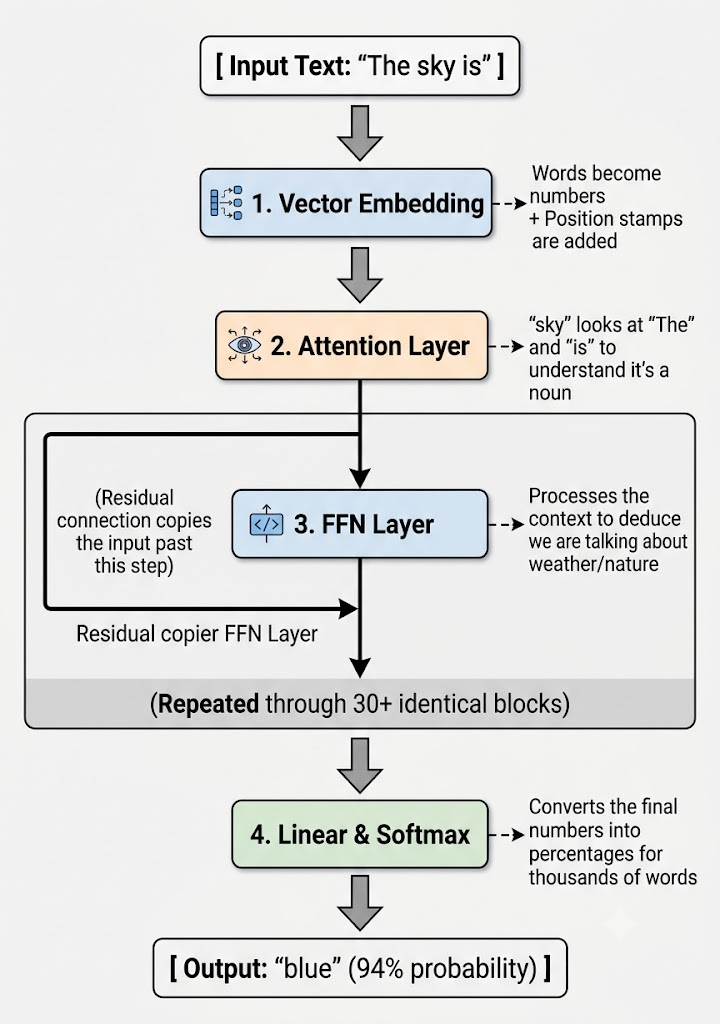 [ Input Text: “The sky is” ]
1. Vector Embedding
Words become
numbers
+ Position stamps
are added
2. Attention Layer
“sky” looks at “The”
and “is” to
understand it’s a
noun
(Residual
connection copies
the input past
this step)
</> 3. FFN Layer
Processes the
context to deduce
we are talking about
weather/nature
Residual copier FFN Layer
(Repeated through 30+ identical blocks)
4. Linear & Softmax
Converts the final
numbers into
percentages for
thousands of words
[ Output: “blue” (94% probability) ]